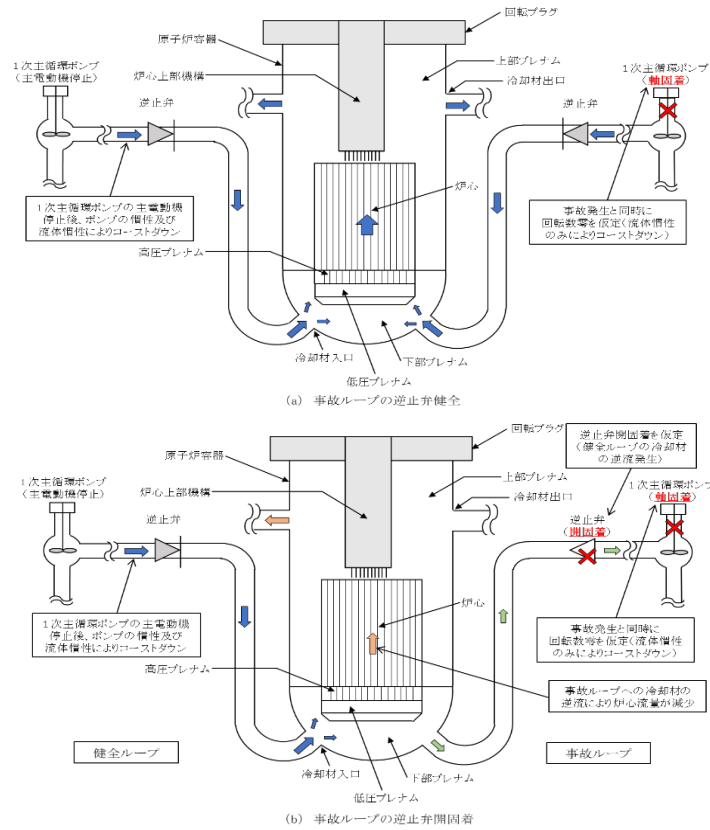 回転プラグ
原子炉容器
上部プレナム
1次主循環ポンプ
(主電動機停止)
炉心上部機構
冷却材出口
1次主循環ポンプ
(軸固着)
逆止弁
逆止弁
炉心
1次主循環ポンプの主電動機
停止後、ポンプの慣性及び
流体慣性によりコーストダウン
事故発生と同時に
回転数零を仮定(流体慣性
のみによりコーストダウン)
高圧プレナム
冷却材入口
下部プレナム
低圧プレナム
(a) 事故ループの逆止弁健全
回転プラグ
逆止弁開固着を仮定
(健全ループの冷却材
の逆流発生)
原子炉容器
上部プレナム
1次主循環ポンプ
(主電動機停止)
炉心上部機構
冷却材出口
1次主循環ポンプ
(軸固着)
逆止弁
逆止弁
(開固着)
炉心
1次主循環ポンプの主電動機
停止後、ポンプの慣性及び
流体慣性によりコーストダウン
事故発生と同時に
回転数零を仮定(流体慣性
のみによりコーストダウン)
高圧プレナム
事故ループへの冷却材の
逆流により炉心流量が減少
健全ループ
事故ループ
冷却材入口
下部プレナム
低圧プレナム
(b) 事故ループの逆止弁開固着